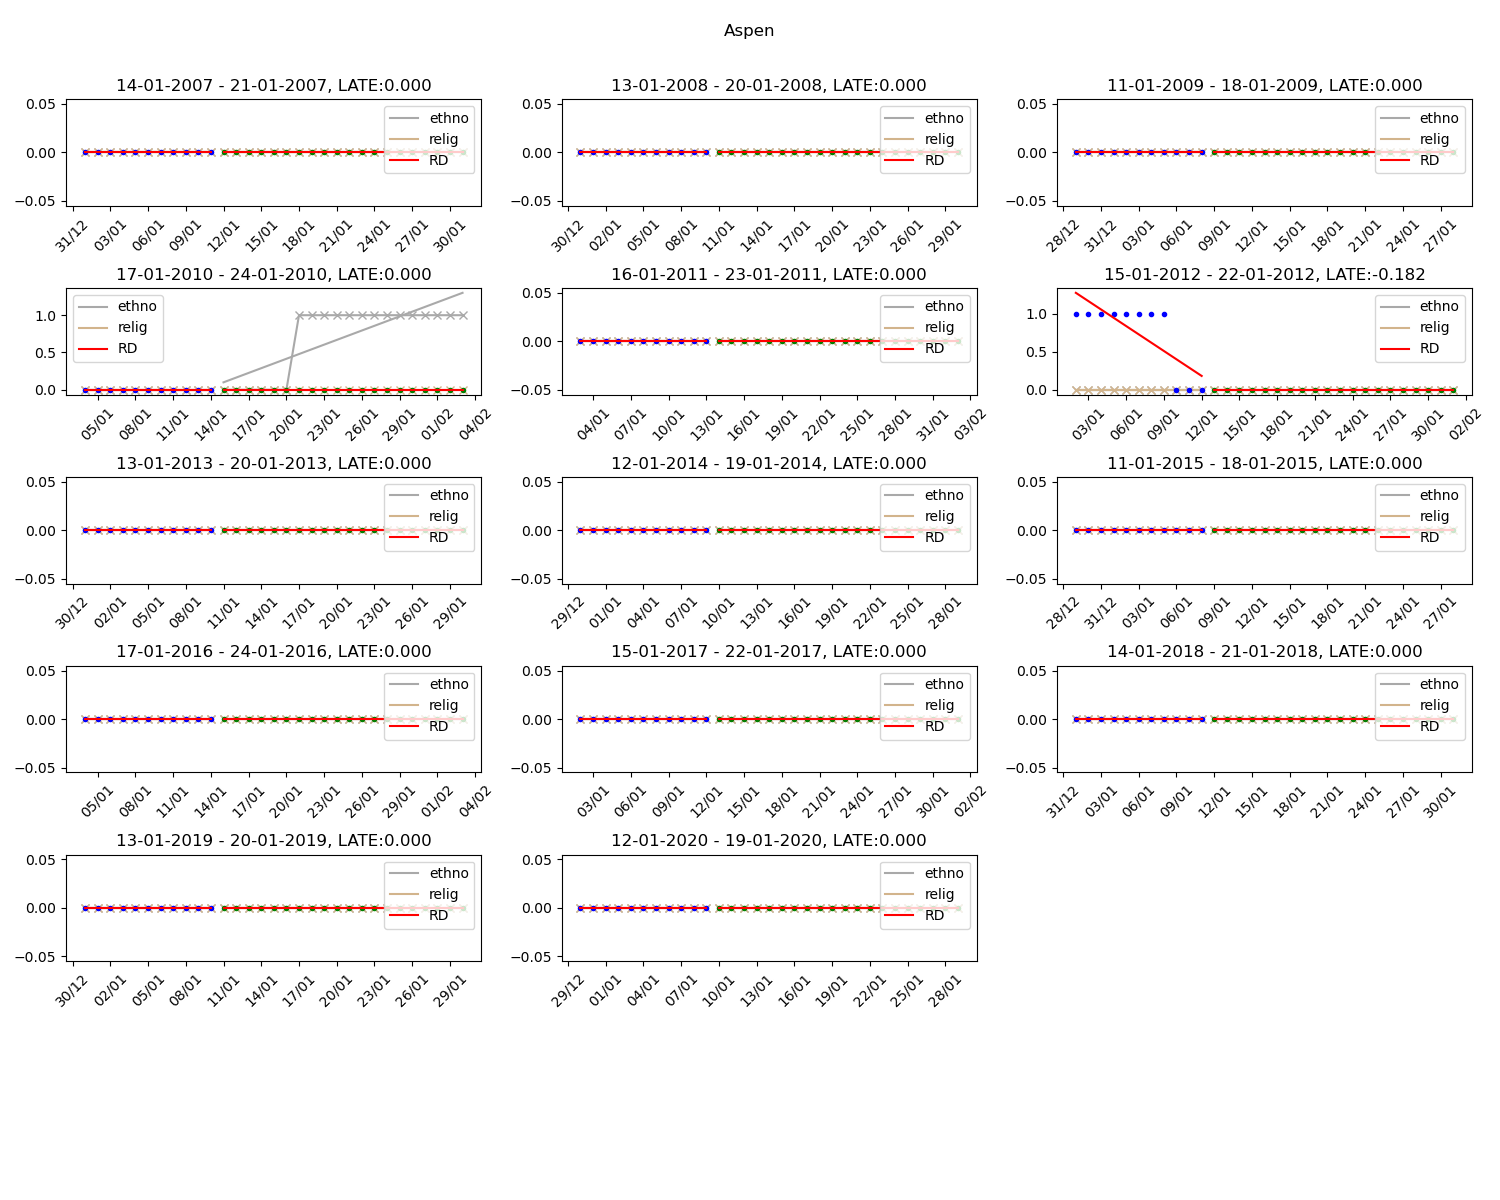 Aspen
14-01-2007 - 21-01-2007, LATE:0.000
0.05
0.00
−0.05
ethno
relig
RD
31/12 03/01 06/01 09/01 12/01 15/01 18/01 21/01 24/01 27/01 30/01
13-01-2008 - 20-01-2008, LATE:0.000
0.05
0.00
−0.05
ethno
relig
RD
30/12 02/01 05/01 08/01 11/01 14/01 17/01 20/01 23/01 26/01 29/01
11-01-2009 - 18-01-2009, LATE:0.000
0.05
0.00
−0.05
ethno
relig
RD
28/12 31/12 03/01 06/01 09/01 12/01 15/01 18/01 21/01 24/01 27/01
17-01-2010 - 24-01-2010, LATE:0.000
1.0
0.5
0.0
ethno
relig
RD
05/01 08/01 11/01 14/01 17/01 20/01 23/01 26/01 29/01 01/02 04/02
16-01-2011 - 23-01-2011, LATE:0.000
0.05
0.00
−0.05
ethno
relig
RD
04/01 07/01 10/01 13/01 16/01 19/01 22/01 25/01 28/01 31/01 03/02
15-01-2012 - 22-01-2012, LATE:-0.182
1.0
0.5
0.0
ethno
relig
RD
03/01 06/01 09/01 12/01 15/01 18/01 21/01 24/01 27/01 30/01 02/02
13-01-2013 - 20-01-2013, LATE:0.000
0.05
0.00
−0.05
ethno
relig
RD
30/12 02/01 05/01 08/01 11/01 14/01 17/01 20/01 23/01 26/01 29/01
12-01-2014 - 19-01-2014, LATE:0.000
0.05
0.00
−0.05
ethno
relig
RD
29/12 01/01 04/01 07/01 10/01 13/01 16/01 19/01 22/01 25/01 28/01
11-01-2015 - 18-01-2015, LATE:0.000
0.05
0.00
−0.05
ethno
relig
RD
28/12 31/12 03/01 06/01 09/01 12/01 15/01 18/01 21/01 24/01 27/01
17-01-2016 - 24-01-2016, LATE:0.000
0.05
0.00
−0.05
ethno
relig
RD
05/01 08/01 11/01 14/01 17/01 20/01 23/01 26/01 29/01 01/02 04/02
15-01-2017 - 22-01-2017, LATE:0.000
0.05
0.00
−0.05
ethno
relig
RD
03/01 06/01 09/01 12/01 15/01 18/01 21/01 24/01 27/01 30/01 02/02
14-01-2018 - 21-01-2018, LATE:0.000
0.05
0.00
−0.05
ethno
relig
RD
31/12 03/01 06/01 09/01 12/01 15/01 18/01 21/01 24/01 27/01 30/01
13-01-2019 - 20-01-2019, LATE:0.000
0.05
0.00
−0.05
ethno
relig
RD
30/12 02/01 05/01 08/01 11/01 14/01 17/01 20/01 23/01 26/01 29/01
12-01-2020 - 19-01-2020, LATE:0.000
0.05
0.00
−0.05
ethno
relig
RD
29/12 01/01 04/01 07/01 10/01 13/01 16/01 19/01 22/01 25/01 28/01